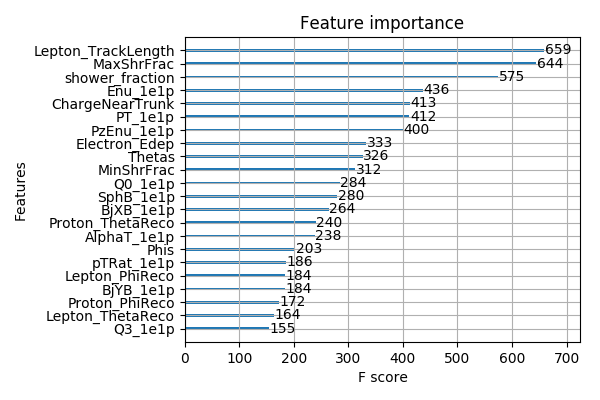 Feature importance
Features
Lepton_TrackLength 659
MaxShrFrac 644
shower_fraction 575
Enu_1e1p 436
ChargeNearTrunk 413
PT_1e1p 412
PzEnu_1e1p 400
Electron_Edep 333
Thetas 326
MinShrFrac 312
Q0_1e1p 284
SphB_1e1p 280
BjXB_1e1p 264
Proton_ThetaReco 240
AlphaT_1e1p 238
Phis 203
pTRat_1e1p 186
Lepton_PhiReco 184
BjYB_1e1p 184
Proton_PhiReco 172
Lepton_ThetaReco 164
Q3_1e1p 155
0 100 200 300 400 500 600 700
F score